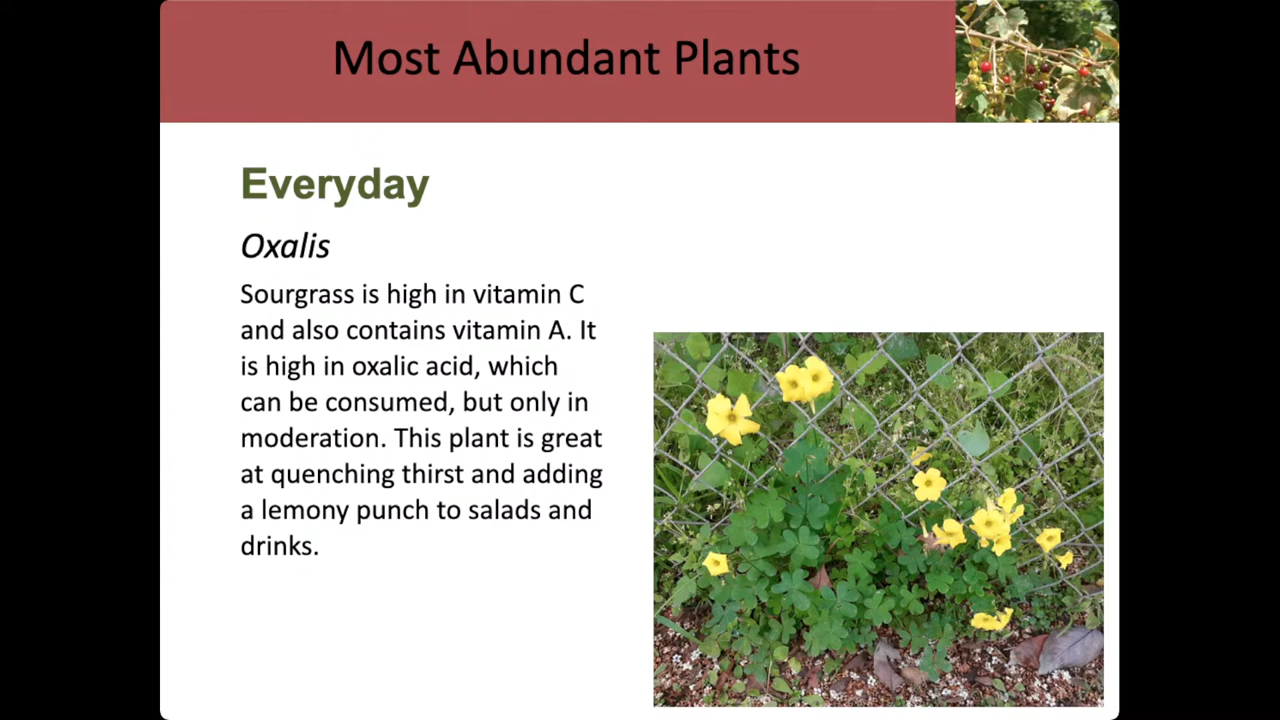 Most Abundant Plants
Everyday
Oxalis
Sourgrass is high in vitamin C
and also contains vitamin A. It
is high in oxalic acid, which
can be consumed, but only in
moderation. This plant is great
at quenching thirst and adding
a lemony punch to salads and
drinks.